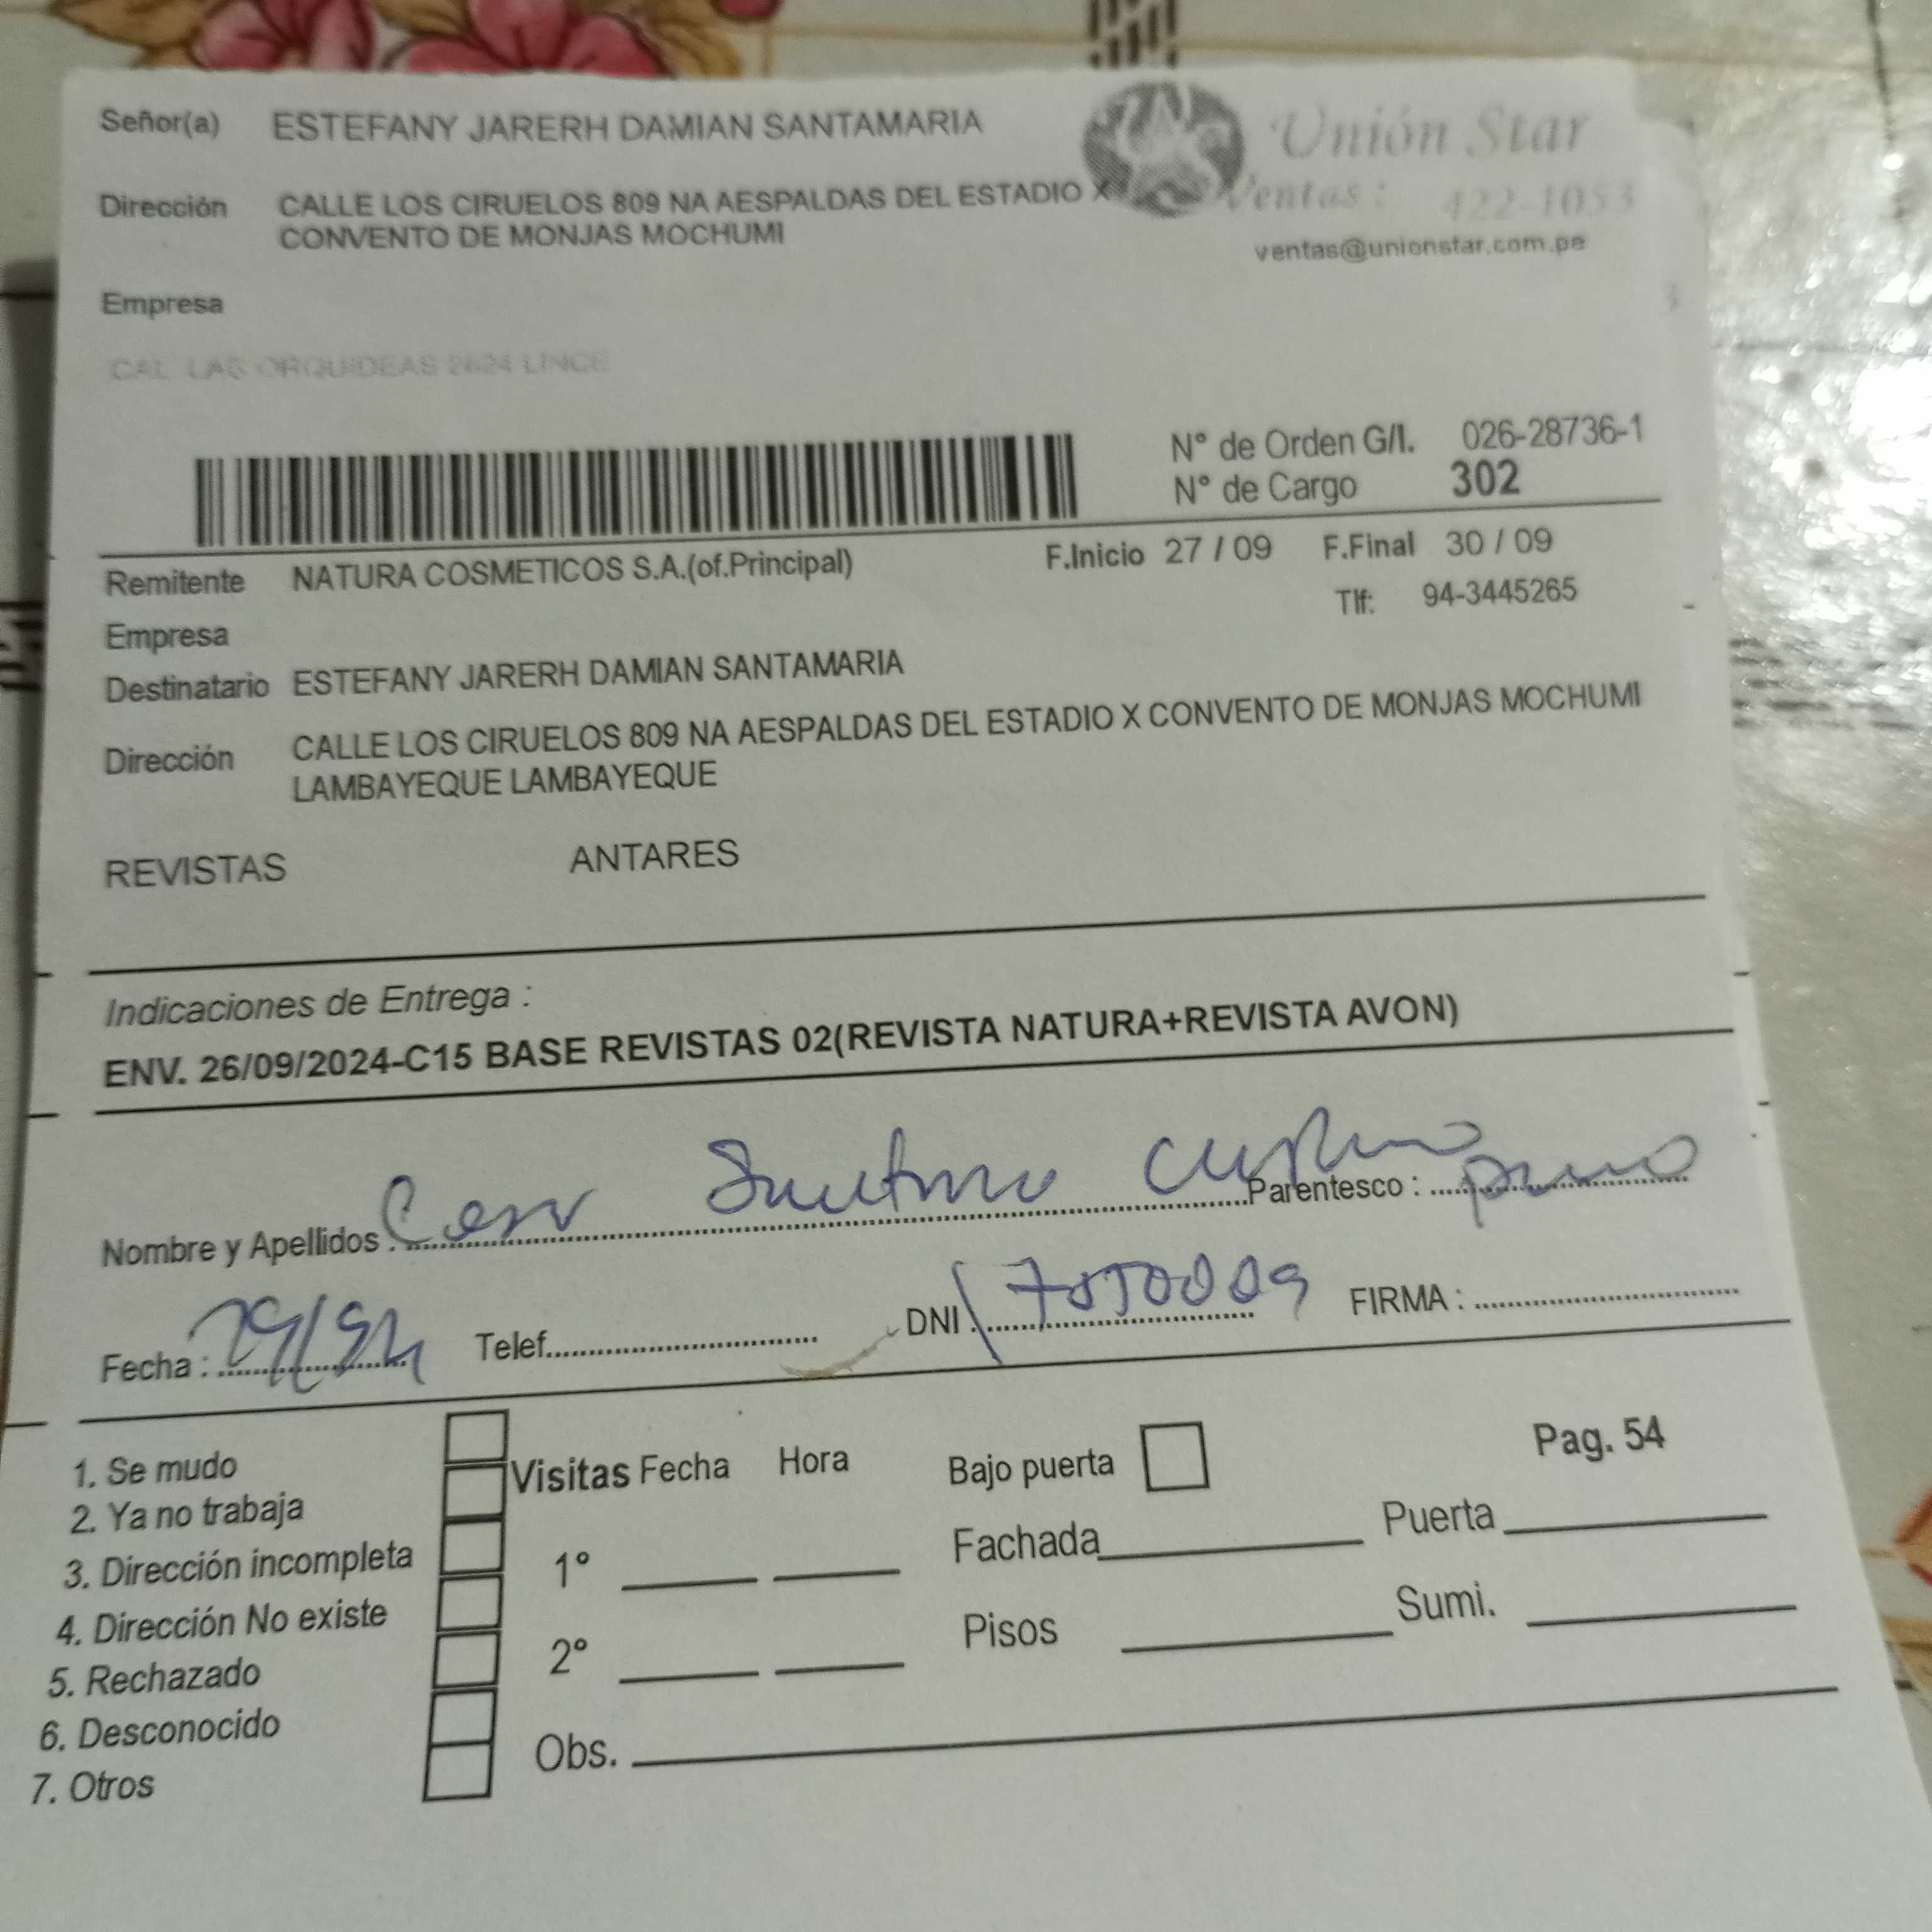 Señor(a) ESTEFANY JARERH DAMIAN SANTAMARIA
Unión Star
Dirección CALLE LOS CIRUELOS 809 NA AESPALDAS DEL ESTADIO X
CONVENTO DE MONJAS MOCHUMI
Ventas: 422-1053
ventas@unionstar.com.pe
Empresa
CAL LAS ORQUIDEAS 2624 LINCE
N° de Orden G/I. 026-28736-1
N° de Cargo 302
Remitente NATURA COSMETICOS S.A.(of.Principal) F.Inicio 27 / 09 F.Final 30 / 09
Tlf: 94-3445265
Empresa
Destinatario ESTEFANY JARERH DAMIAN SANTAMARIA
Dirección CALLE LOS CIRUELOS 809 NA AESPALDAS DEL ESTADIO X CONVENTO DE MONJAS MOCHUMI
LAMBAYEQUE LAMBAYEQUE
REVISTAS ANTARES
Indicaciones de Entrega :
ENV. 26/09/2024-C15 BASE REVISTAS 02(REVISTA NATURA+REVISTA AVON)
Nombre y Apellidos : Parentesco :
Fecha : Telef. DNI FIRMA :
1. Se mudo
2. Ya no trabaja
3. Dirección incompleta
4. Dirección No existe
5. Rechazado
6. Desconocido
7. Otros
Visitas Fecha Hora
1°
2°
Obs.
Bajo puerta Pag. 54
Fachada Puerta
Pisos Sumi.